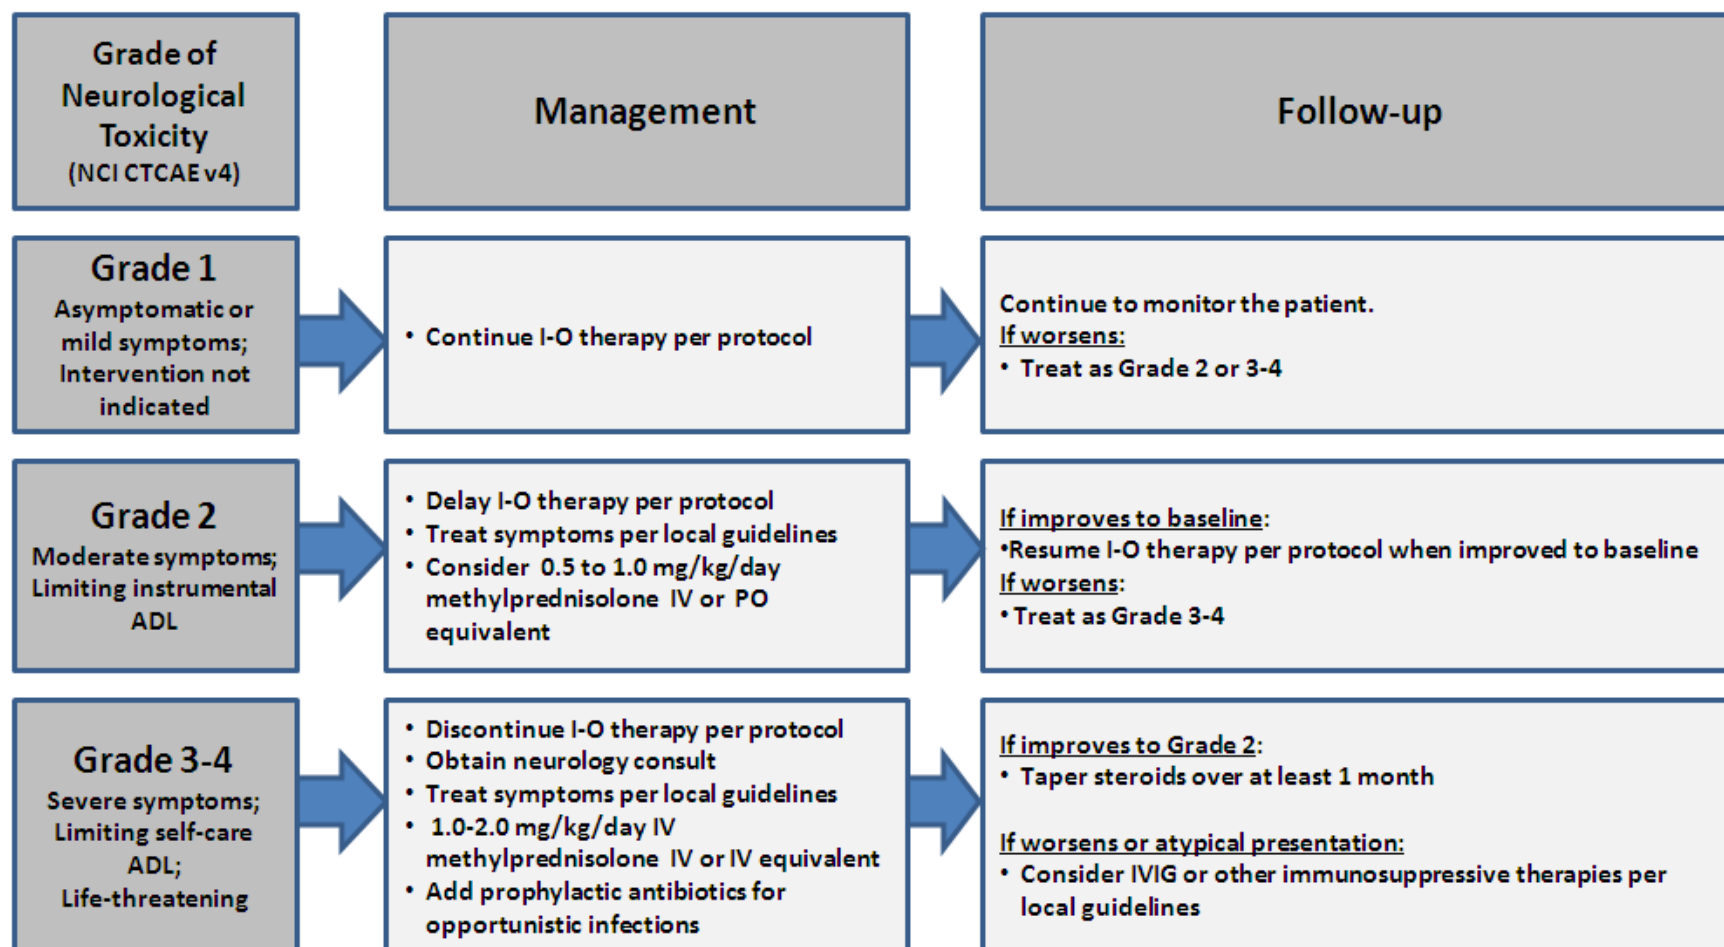 Grade of
Neurological
Toxicity
(NCI CTCAE v4)
Management
Follow-up
Grade 1
Asymptomatic or
mild symptoms;
Intervention not
indicated
• Continue I-O therapy per protocol
Continue to monitor the patient.
If worsens:
• Treat as Grade 2 or 3-4
Grade 2
Moderate symptoms;
Limiting instrumental
ADL
• Delay I-O therapy per protocol
• Treat symptoms per local guidelines
• Consider 0.5 to 1.0 mg/kg/day
methylprednisolone IV or PO
equivalent
If improves to baseline:
•Resume I-O therapy per protocol when improved to baseline
If worsens:
• Treat as Grade 3-4
Grade 3-4
Severe symptoms;
Limiting self-care
ADL;
Life-threatening
• Discontinue I-O therapy per protocol
• Obtain neurology consult
• Treat symptoms per local guidelines
• 1.0-2.0 mg/kg/day IV
methylprednisolone IV or IV equivalent
• Add prophylactic antibiotics for
opportunistic infections
If improves to Grade 2:
• Taper steroids over at least 1 month
If worsens or atypical presentation:
• Consider IVIG or other immunosuppressive therapies per
local guidelines